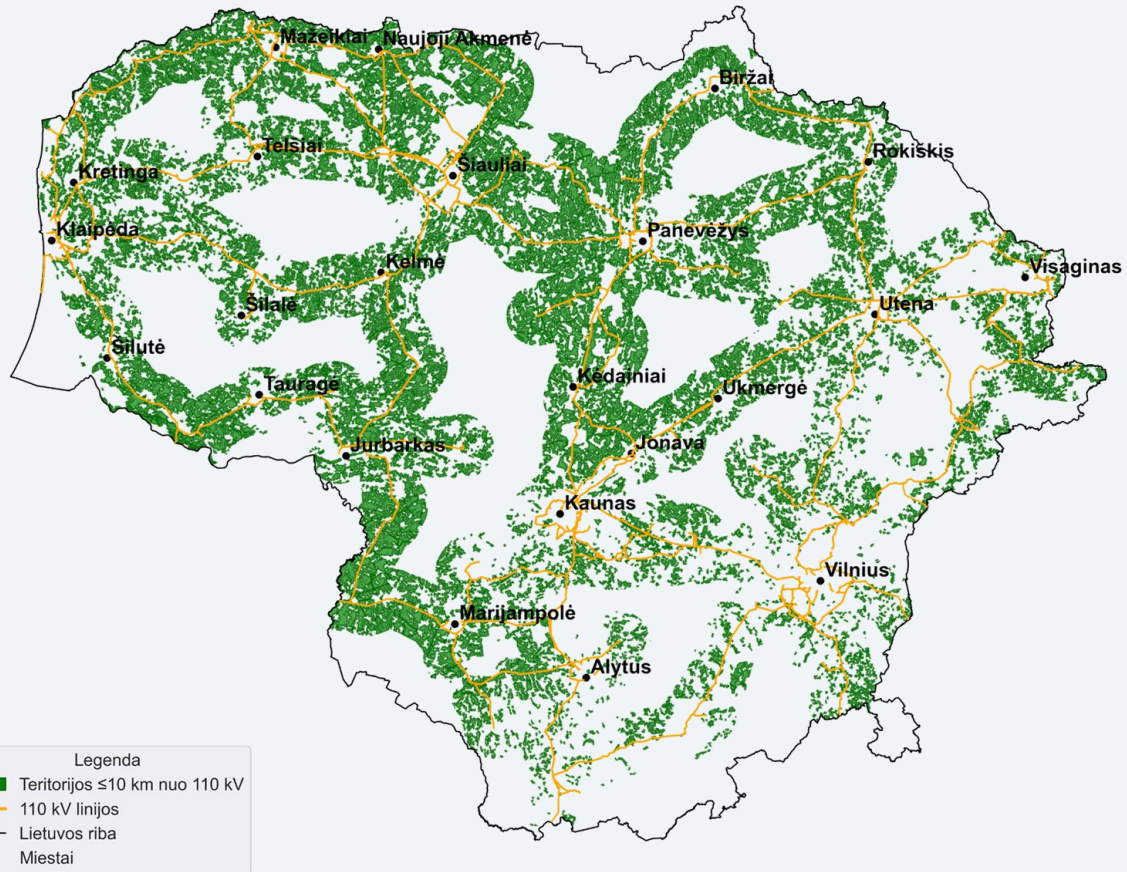 Mažeikiai
Naujoji Akmenė
Biržai
Telšiai
Šiauliai
Rokiškis
Kretinga
Klaipėda
Panevėžys
Kelmė
Visaginas
Šilalė
Utena
Šilutė
Tauragė
Kėdainiai
Ukmergė
Jurbarkas
Jonava
Kaunas
Vilnius
Marijampolė
Alytus
Legenda
Teritorijos ≤10 km nuo 110 kV
110 kV linijos
Lietuvos riba
Miestai